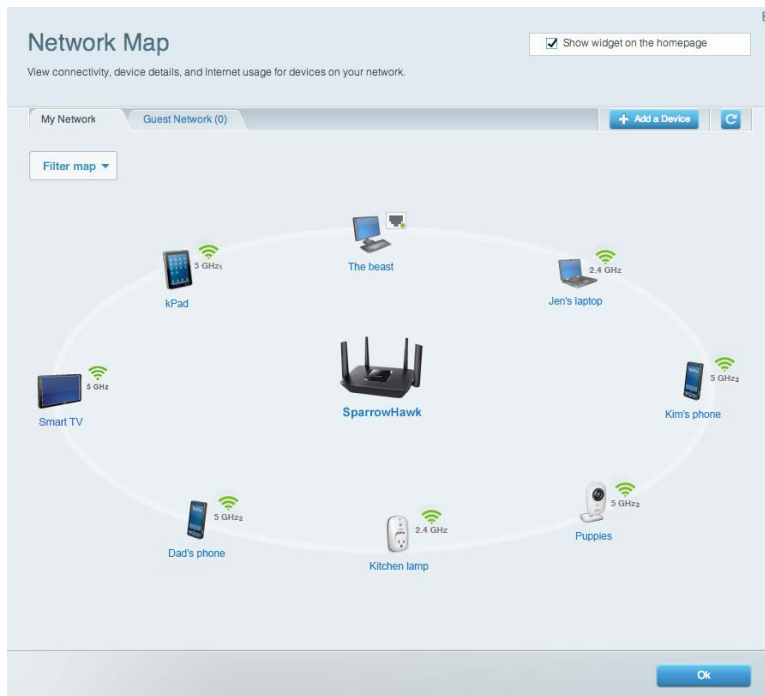 Network Map
Show widget on the homepage
View connectivity, device details, and Internet usage for devices on your network.
My Network
Guest Network (0)
+ Add a Device
Filter map
The beast
5 GHz1
kPad
2.4 GHz
Jen's laptop
5 GHz
Smart TV
SparrowHawk
5 GHz2
Kim's phone
5 GHz2
Dad's phone
2.4 GHz
Kitchen lamp
5 GHz2
Puppies
Ok